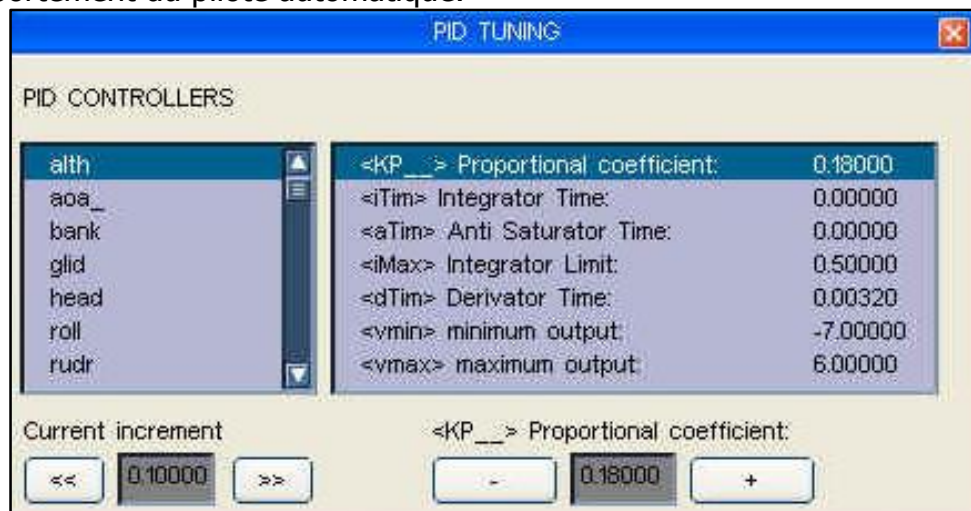 portement du pilote automatique.
PID TUNING
PID CONTROLLERS
alth
aoa_
bank
glid
head
roll
rudr
<KP__> Proportional coefficient: 0.18000
<iTim> Integrator Time: 0.00000
<aTim> Anti Saturator Time: 0.00000
<iMax> Integrator Limit: 0.50000
<dTim> Derivator Time: 0.00320
<vmin> minimum output: -7.00000
<vmax> maximum output: 6.00000
Current increment
<< 0.10000 >>
<KP__> Proportional coefficient:
- 0.18000 +